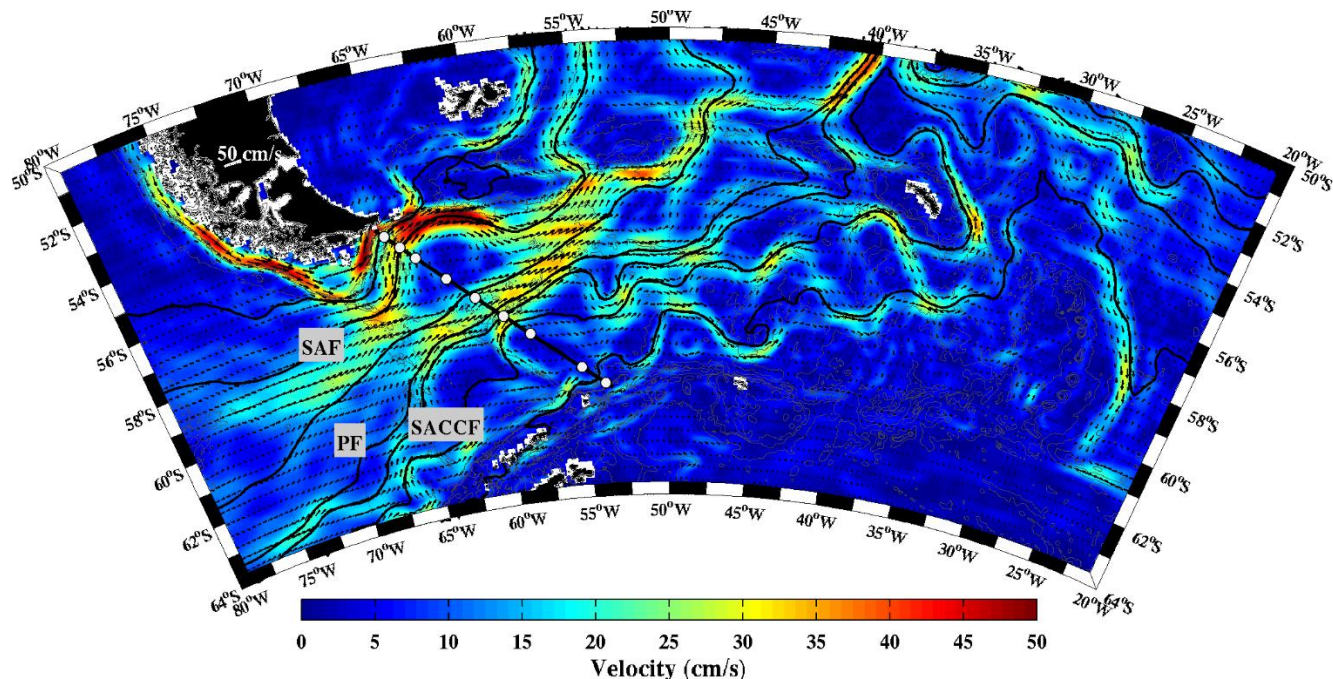 80°W 75°W 70°W 65°W 60°W 55°W 50°W 45°W 40°W 35°W 30°W 25°W 20°W
50°S 50°S
52°S 52°S
54°S 54°S
56°S 56°S
58°S 58°S
60°S 60°S
62°S 62°S
64°S 64°S
50 cm/s
SAF
PF
SACCF
80°W 75°W 70°W 65°W 60°W 55°W 50°W 45°W 40°W 35°W 30°W 25°W 20°W
0 5 10 15 20 25 30 35 40 45 50
Velocity (cm/s)